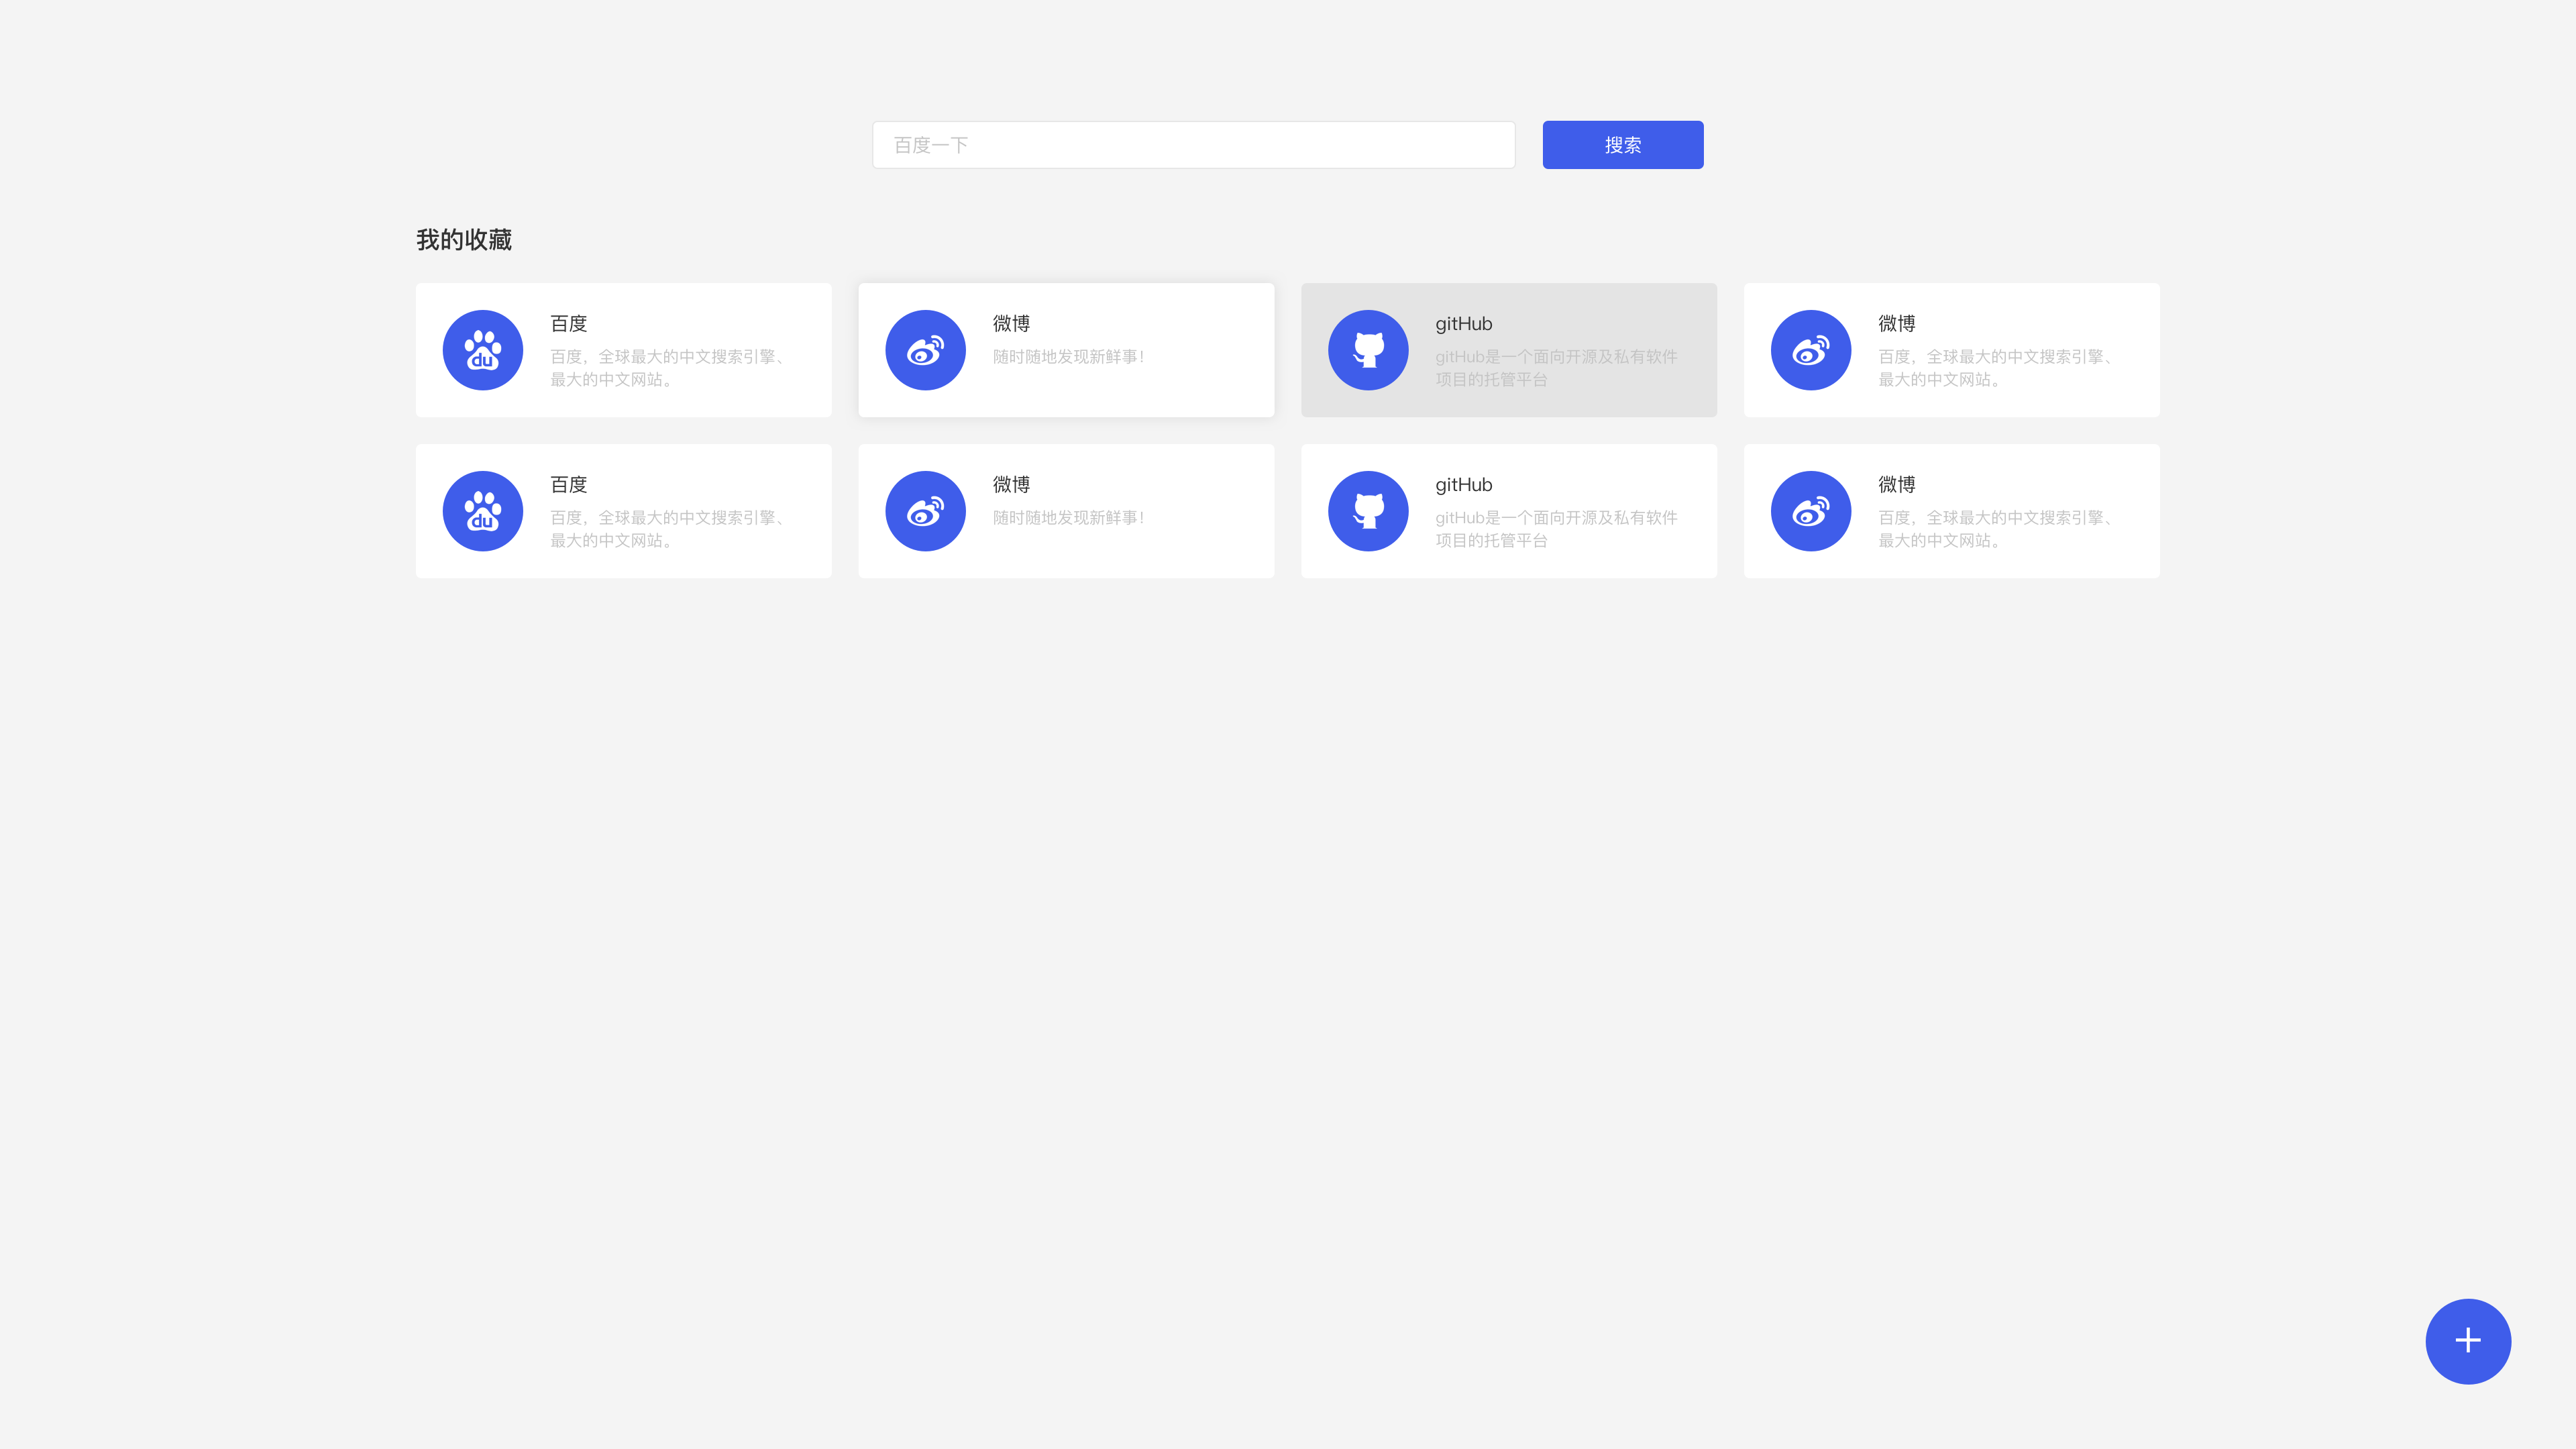 百度一下
搜索
我的收藏
du
百度
百度，全球最大的中文搜索引擎、
最大的中文网站。
微博
随时随地发现新鲜事！
gitHub
gitHub是一个面向开源及私有软件
项目的托管平台
微博
百度，全球最大的中文搜索引擎、
最大的中文网站。
du
百度
百度，全球最大的中文搜索引擎、
最大的中文网站。
微博
随时随地发现新鲜事！
gitHub
gitHub是一个面向开源及私有软件
项目的托管平台
微博
百度，全球最大的中文搜索引擎、
最大的中文网站。